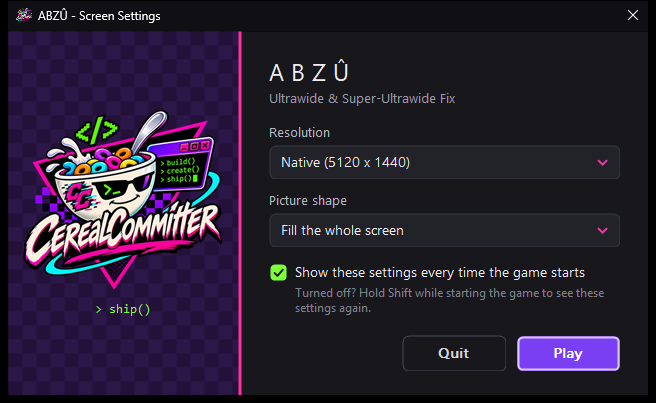 ABZÛ - Screen Settings
</>
> build()
> create()
> ship()
CC
>_
CEREALCOMMITTER
> ship()
ABZÛ
Ultrawide & Super-Ultrawide Fix
Resolution
Native (5120 x 1440)
Picture shape
Fill the whole screen
Show these settings every time the game starts
Turned off? Hold Shift while starting the game to see these
settings again.
Quit
Play